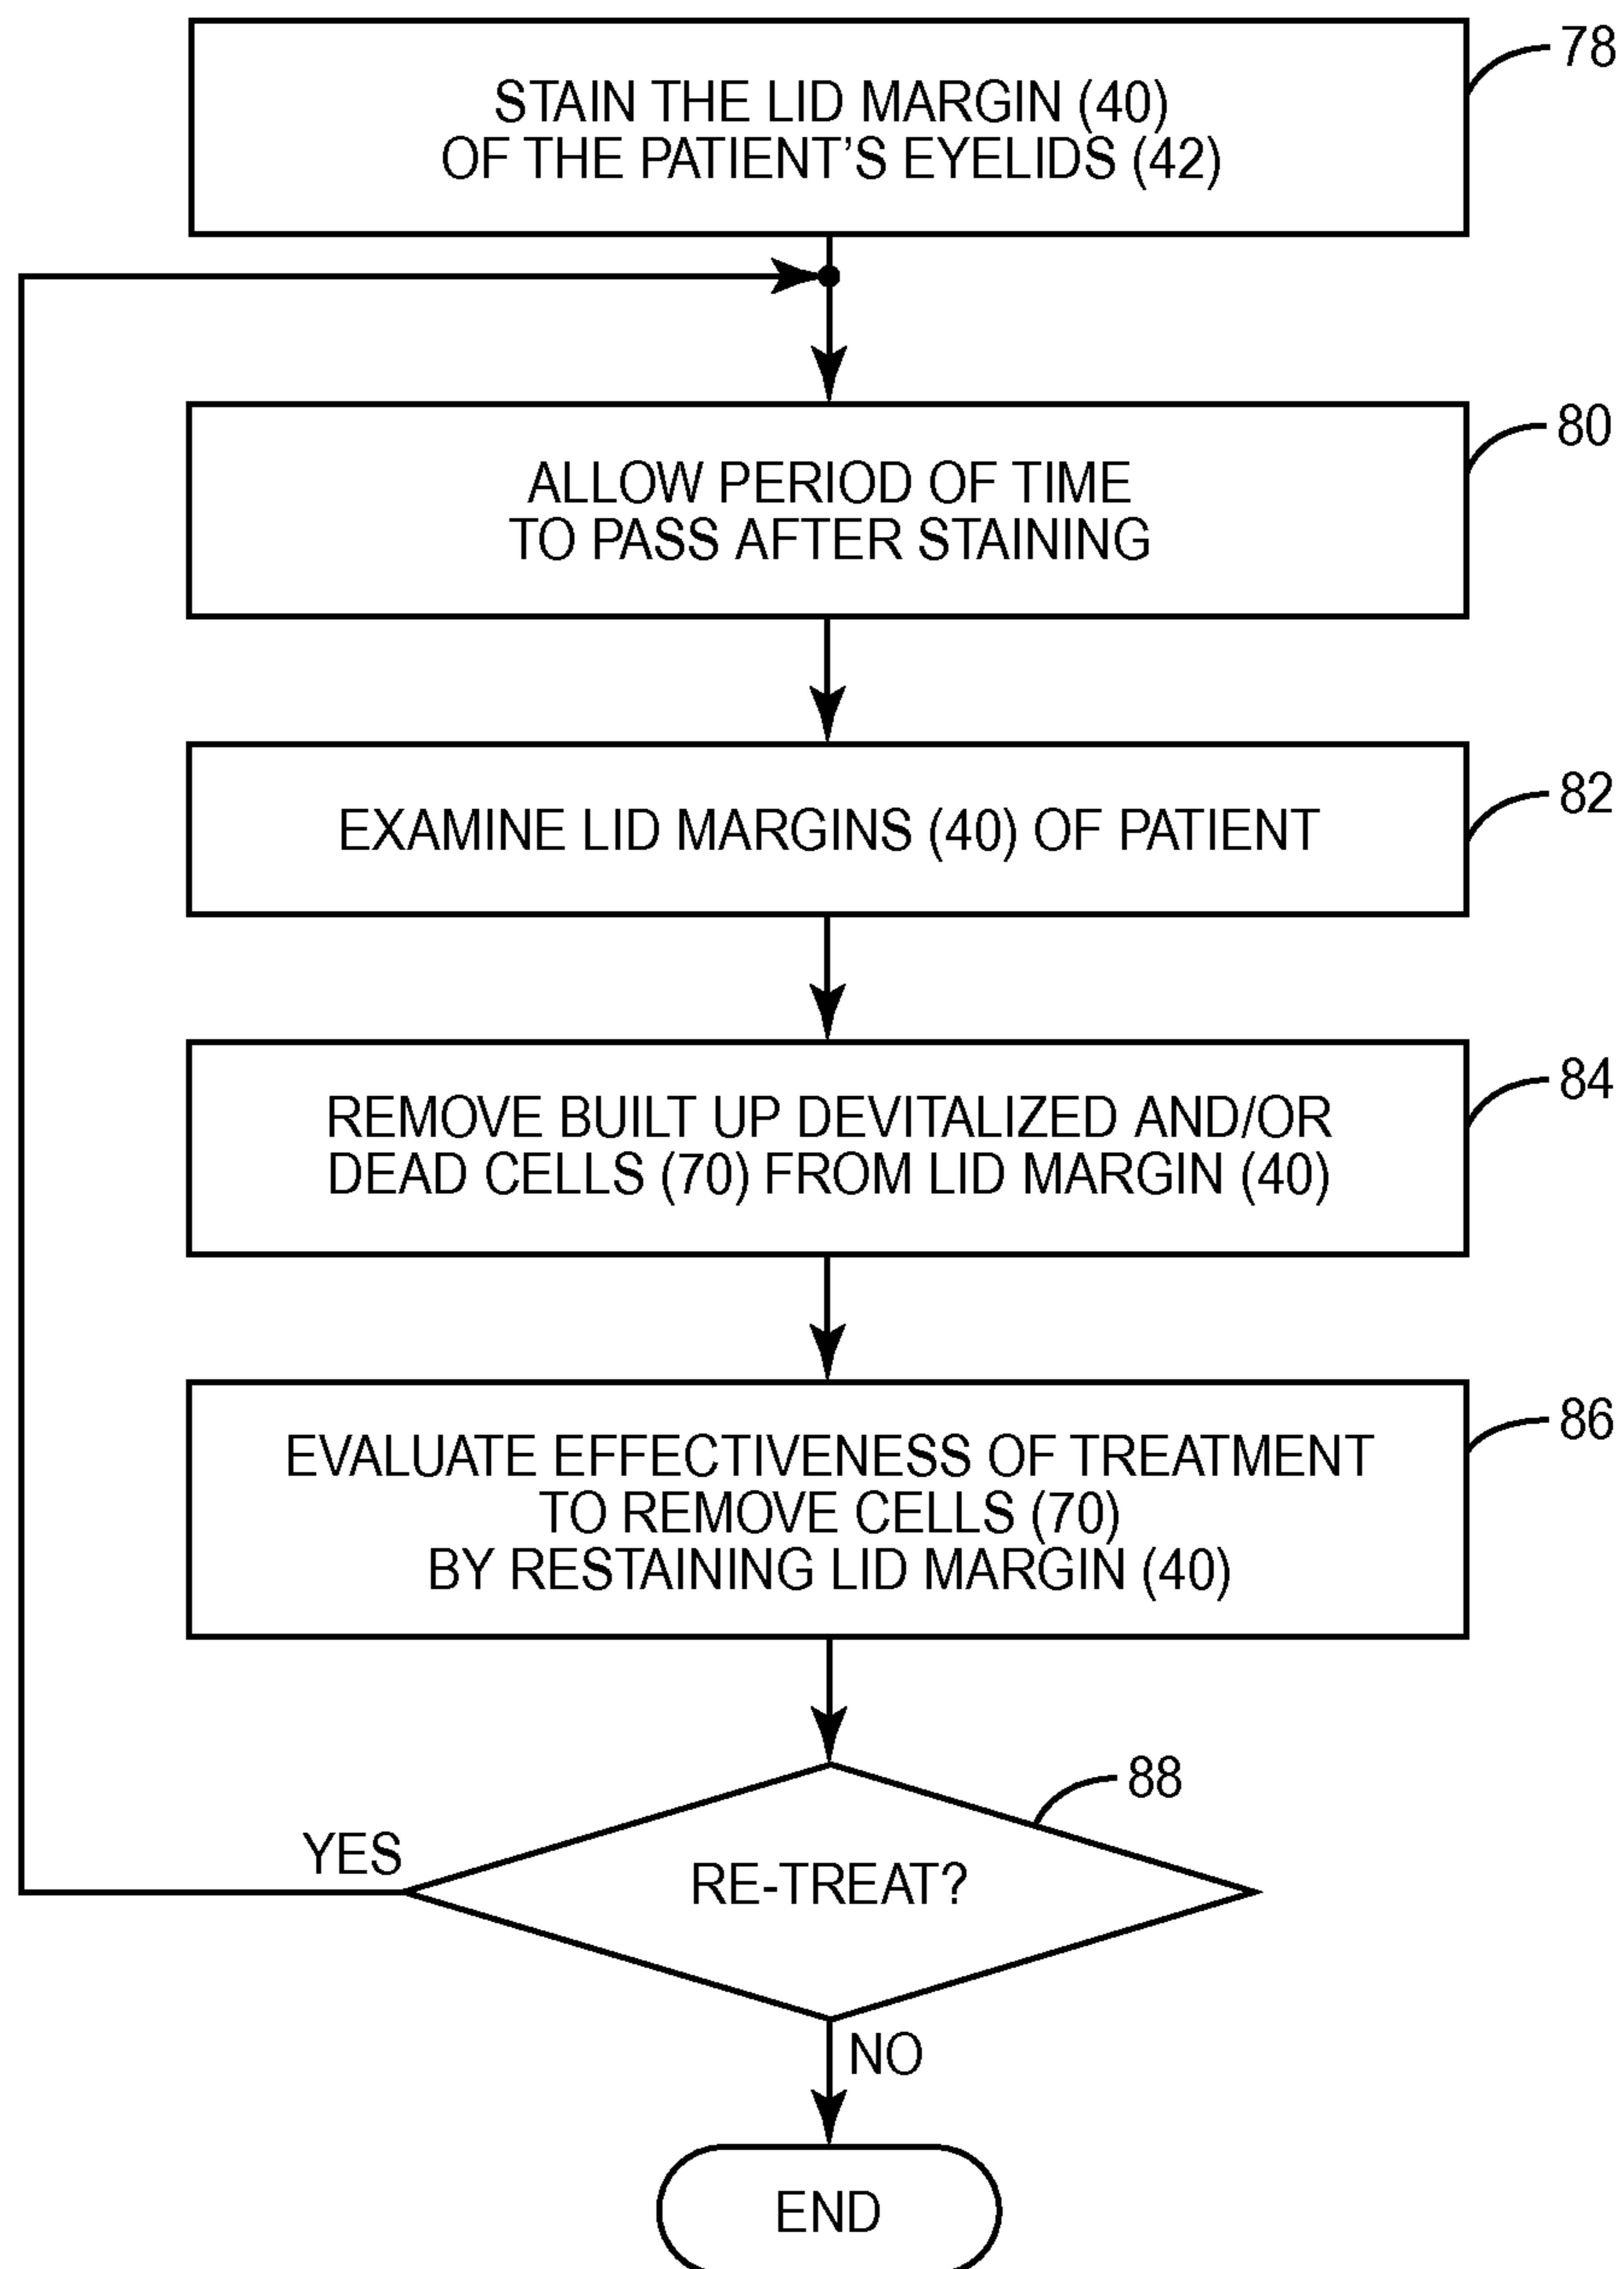 STAIN THE LID MARGIN (40)
OF THE PATIENT'S EYELIDS (42)
78
ALLOW PERIOD OF TIME
TO PASS AFTER STAINING
80
EXAMINE LID MARGINS (40) OF PATIENT
82
REMOVE BUILT UP DEVITALIZED AND/OR
DEAD CELLS (70) FROM LID MARGIN (40)
84
EVALUATE EFFECTIVENESS OF TREATMENT
TO REMOVE CELLS (70)
BY RESTAINING LID MARGIN (40)
86
88
YES
RE-TREAT?
NO
END